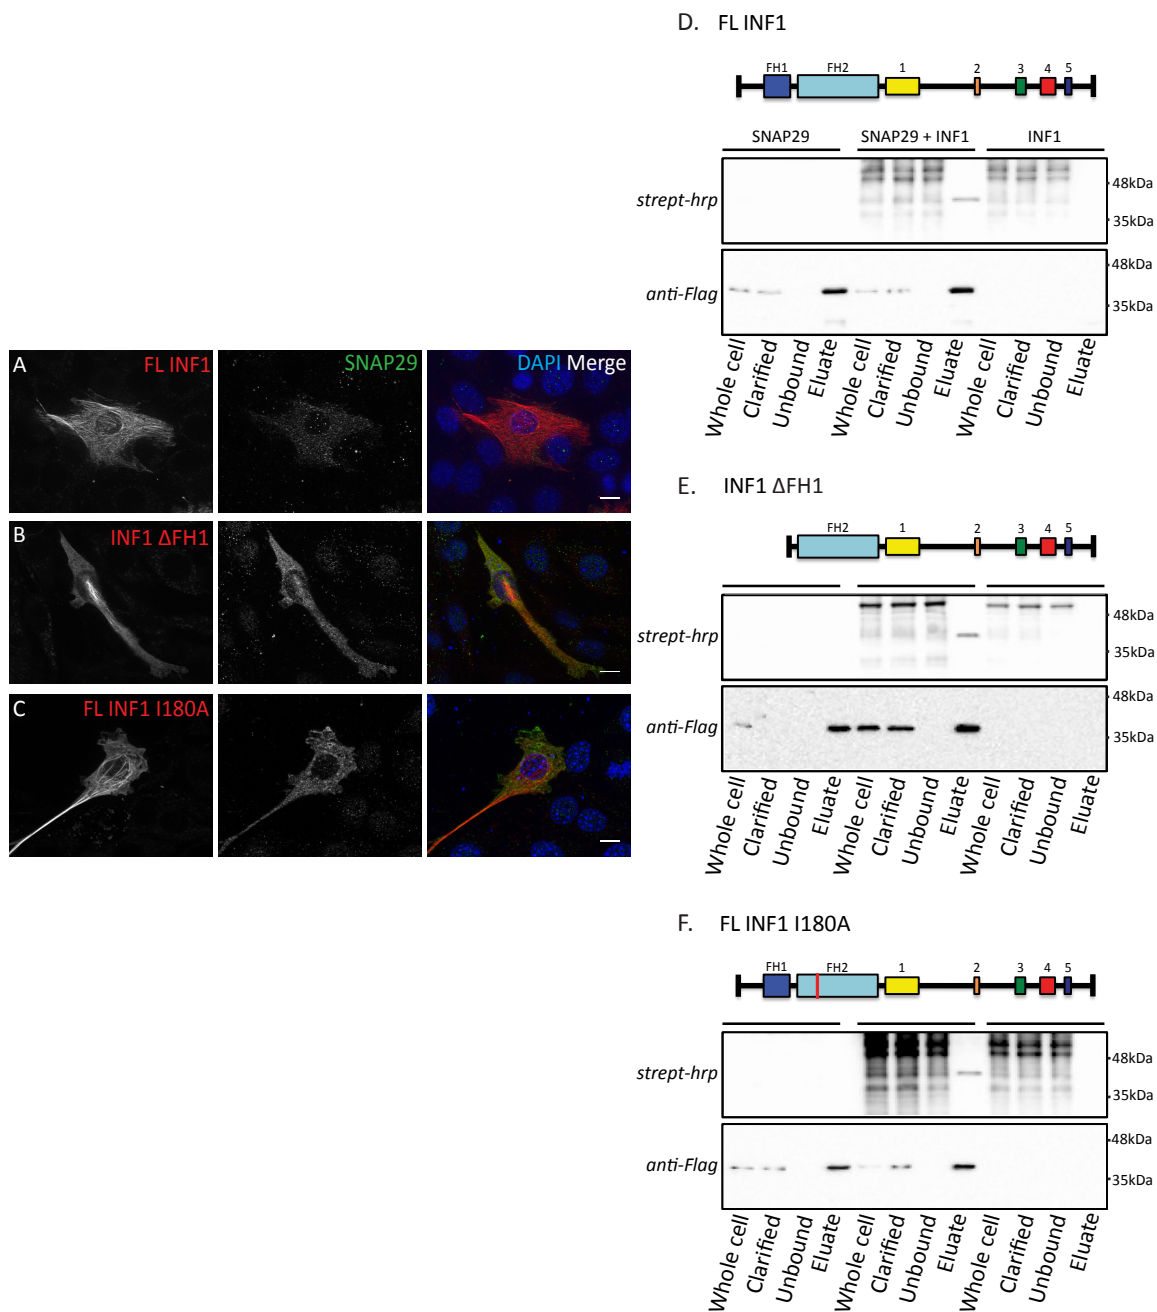 A FL INF1 SNAP29 DAPI Merge
B INF1 ΔFH1
C FL INF1 I180A
D. FL INF1
FH1 FH2 1 2 3 4 5
SNAP29 SNAP29 + INF1 INF1
strept-hrp
48kDa
35kDa
anti-Flag
48kDa
35kDa
Whole cell Clarified Unbound Eluate Whole cell Clarified Unbound Eluate Whole cell Clarified Unbound Eluate
E. INF1 ΔFH1
FH2 1 2 3 4 5
strept-hrp
48kDa
35kDa
anti-Flag
48kDa
35kDa
Whole cell Clarified Unbound Eluate Whole cell Clarified Unbound Eluate Whole cell Clarified Unbound Eluate
F. FL INF1 I180A
FH1 FH2 1 2 3 4 5
strept-hrp
48kDa
35kDa
anti-Flag
48kDa
35kDa
Whole cell Clarified Unbound Eluate Whole cell Clarified Unbound Eluate Whole cell Clarified Unbound Eluate